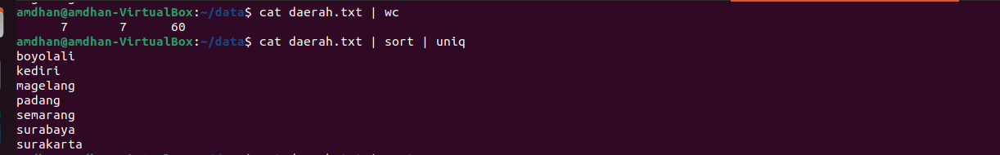 amdhan@amdhan-VirtualBox:~/data$ cat daerah.txt | wc
      7       7      60
amdhan@amdhan-VirtualBox:~/data$ cat daerah.txt | sort | uniq
boyolali
kediri
magelang
padang
semarang
surabaya
surakarta